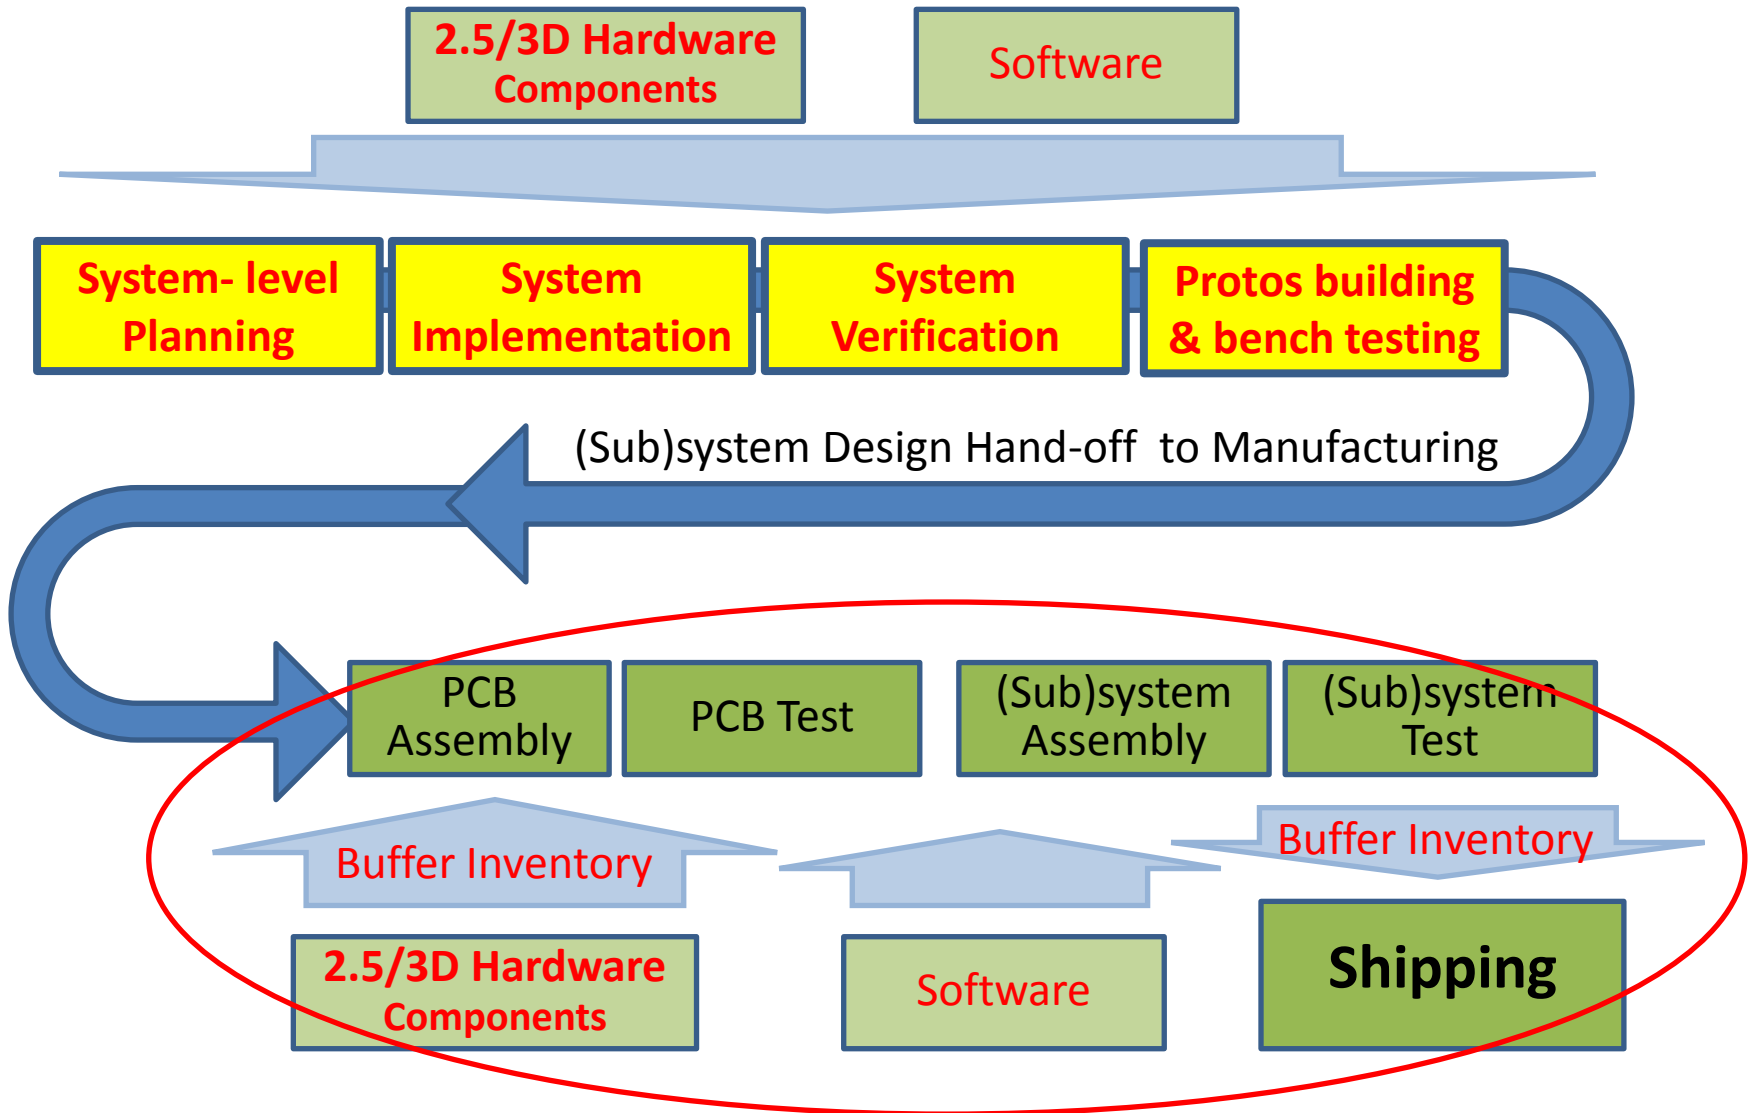 2.5/3D Hardware
Components
Software
System- level
Planning
System
Implementation
System
Verification
Protos building
& bench testing
(Sub)system Design Hand-off  to Manufacturing
PCB
Assembly
PCB Test
(Sub)system
Assembly
(Sub)system
Test
Buffer Inventory
Buffer Inventory
2.5/3D Hardware
Components
Software
Shipping